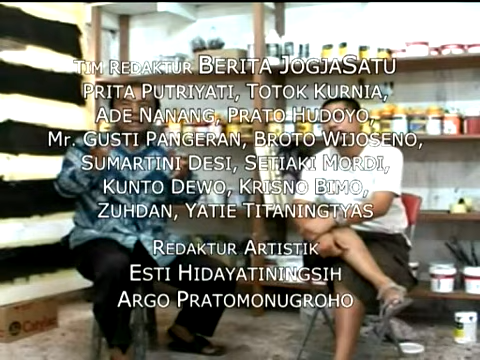 Tim Redaktur BERITA JOGJASATU
PRITA PUTRIYATI, TOTOK KURNIA,
ADE NANANG, PRATO HUDOYO,
Mr. GUSTI PANGERAN, BROTO WIJOSENO,
SUMARTINI DESI, SETIAKI MORDI,
KUNTO DEWO, KRISNO BIMO,
ZUHDAN, YATIE TITANINGTYAS
REDAKTUR ARTISTIK
ESTI HIDAYATININGSIH
ARGO PRATOMONUGROHO